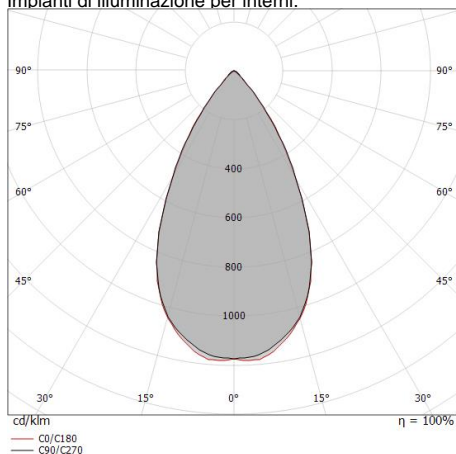 impianti di illuminazione per interni.
90° 90°
75° 75°
60° 60°
45° 45°
400
600
800
1000
30° 15° 0° 15° 30°
cd/klm η = 100%
C0/C180
C90/C270